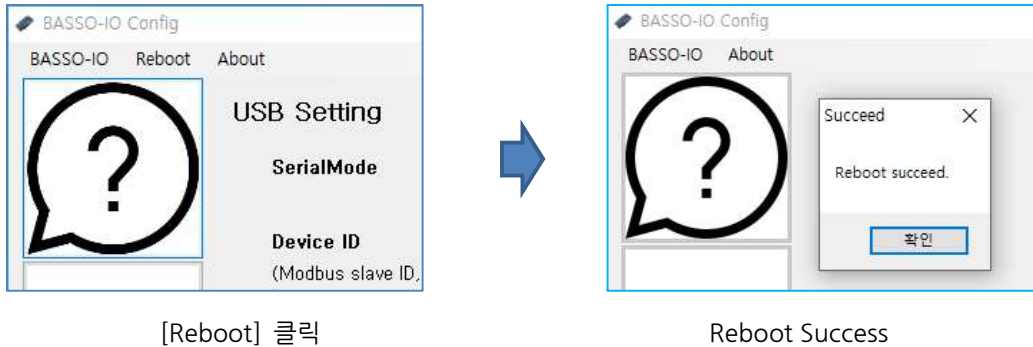 BASSO-IO Config
BASSO-IO Reboot About
?
USB Setting
SerialMode
Device ID
(Modbus slave ID,
[Reboot] 클릭
BASSO-IO Config
BASSO-IO About
?
Succeed
Reboot succeed.
확인
Reboot Success